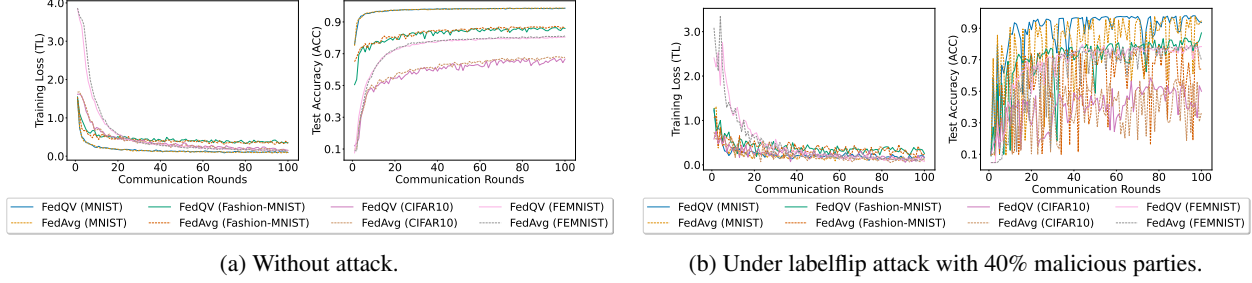 Training Loss (TL)
4.0
3.0
2.0
1.0
0.0
0 20 40 60 80 100
Communication Rounds
Test Accuracy (ACC)
0.9
0.7
0.5
0.3
0.1
0 20 40 60 80 100
Communication Rounds
FedQV (MNIST) FedQV (Fashion-MNIST) FedQV (CIFAR10) FedQV (FEMNIST)
FedAvg (MNIST) FedAvg (Fashion-MNIST) FedAvg (CIFAR10) FedAvg (FEMNIST)
(a) Without attack.
Training Loss (TL)
3.0
2.0
1.0
0.0
0 20 40 60 80 100
Communication Rounds
Test Accuracy (ACC)
0.9
0.7
0.5
0.3
0.1
0 20 40 60 80 100
Communication Rounds
FedQV (MNIST) FedQV (Fashion-MNIST) FedQV (CIFAR10) FedQV (FEMNIST)
FedAvg (MNIST) FedAvg (Fashion-MNIST) FedAvg (CIFAR10) FedAvg (FEMNIST)
(b) Under labelflip attack with 40% malicious parties.